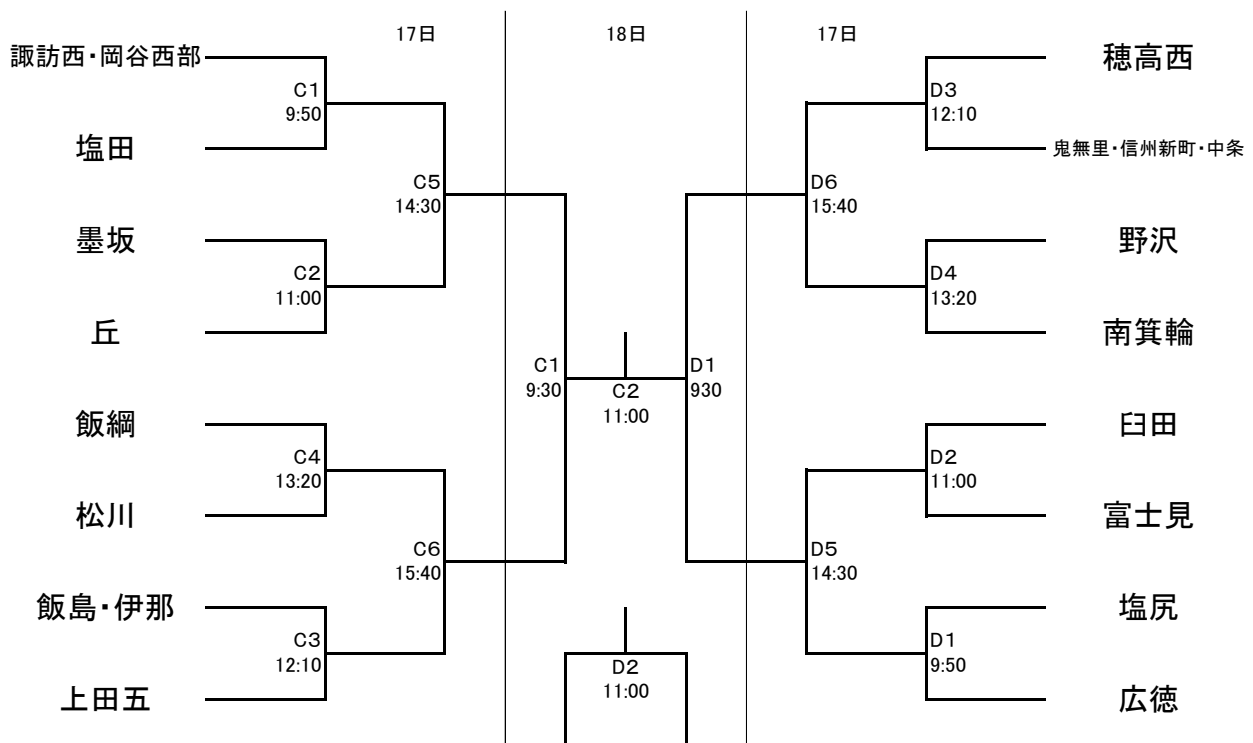 17日
18日
17日
諏訪西・岡谷西部
穂高西
C1
9:50
D3
12:10
塩田
鬼無里・信州新町・中条
C5
14:30
D6
15:40
墨坂
野沢
C2
11:00
D4
13:20
丘
南箕輪
C1
9:30
C2
11:00
D1
930
飯綱
臼田
C4
13:20
D2
11:00
松川
富士見
C6
15:40
D5
14:30
飯島・伊那
塩尻
C3
12:10
D2
11:00
D1
9:50
上田五
広徳